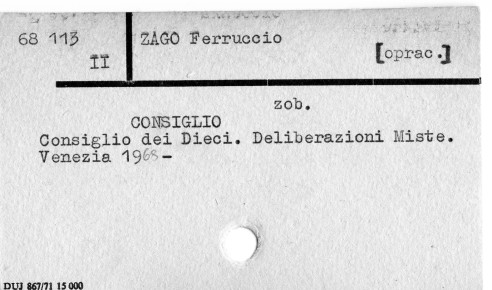 68 113 ZAGO Ferruccio
II [oprac.]
zob.
CONSIGLIO
Consiglio dei Dieci. Deliberazioni Miste.
Venezia 1968-
DUJ 867/71 15 000